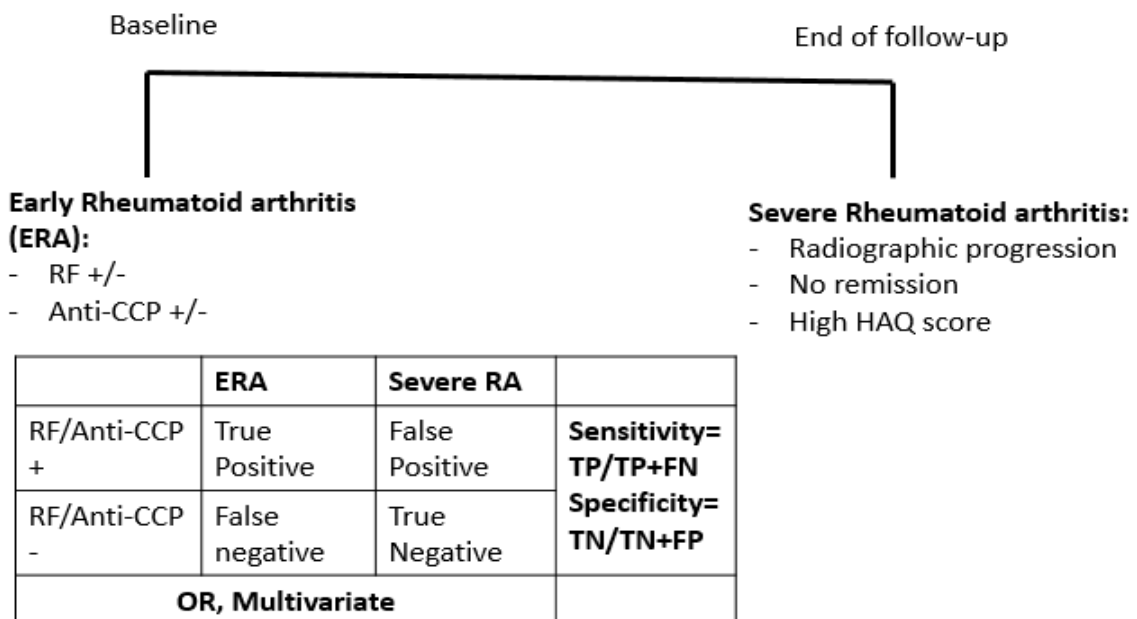 Baseline
End of follow-up
Early Rheumatoid arthritis
(ERA):
- RF +/-
- Anti-CCP +/-
Severe Rheumatoid arthritis:
- Radiographic progression
- No remission
- High HAQ score
ERA
Severe RA
RF/Anti-CCP
+
True
Positive
False
Positive
Sensitivity=
TP/TP+FN
Specificity=
TN/TN+FP
RF/Anti-CCP
-
False
negative
True
Negative
OR, Multivariate